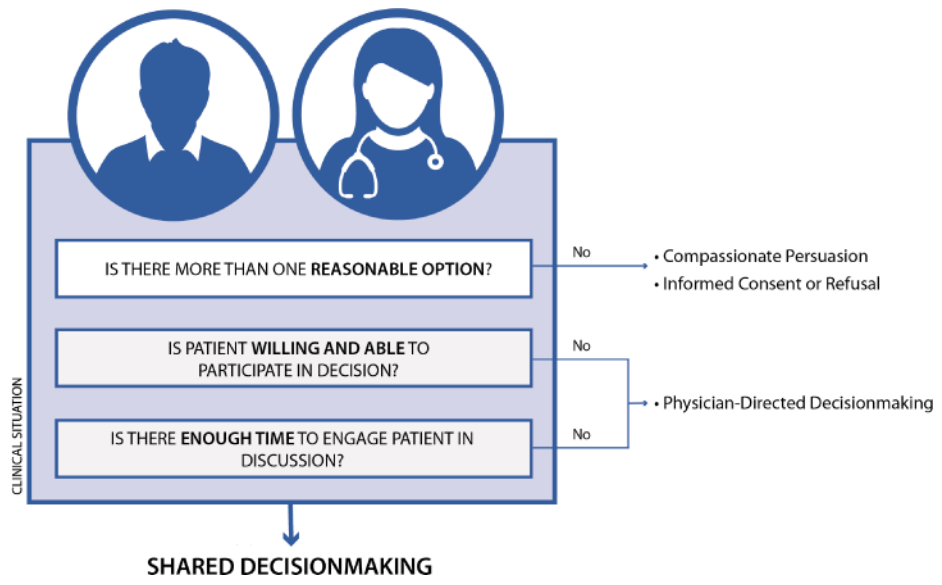 IS THERE MORE THAN ONE REASONABLE OPTION?
No
• Compassionate Persuasion
• Informed Consent or Refusal
IS PATIENT WILLING AND ABLE TO
PARTICIPATE IN DECISION?
No
• Physician-Directed Decisionmaking
IS THERE ENOUGH TIME TO ENGAGE PATIENT IN
DISCUSSION?
No
CLINICAL SITUATION
SHARED DECISIONMAKING